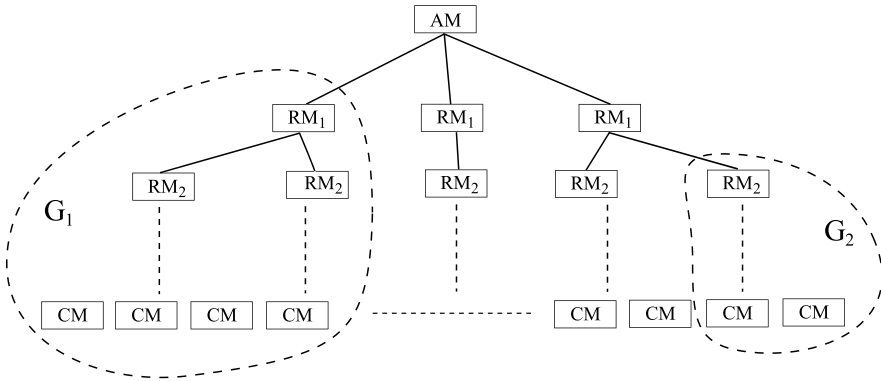 AM
RM₁ RM₁ RM₁
RM₂ RM₂ RM₂ RM₂ RM₂
G₁ G₂
CM CM CM CM CM CM CM CM